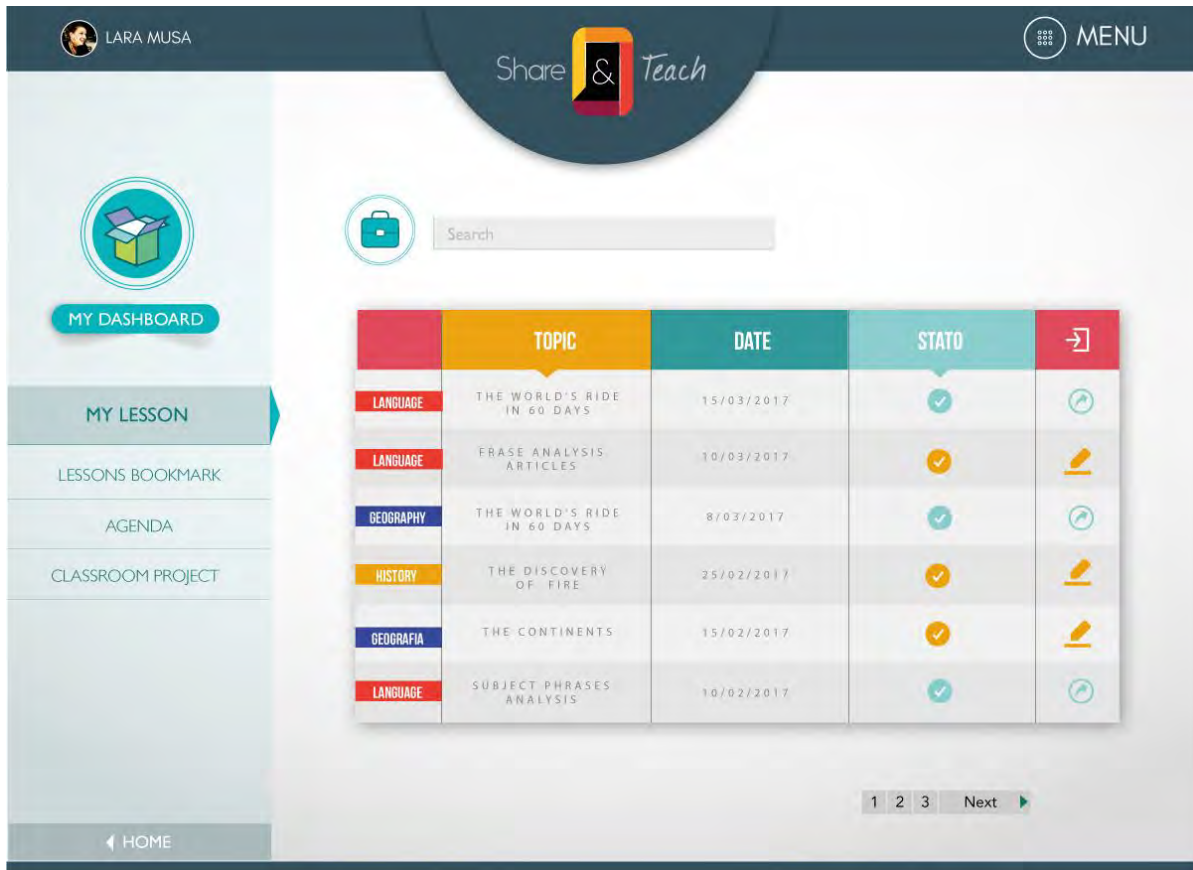 LARA MUSA
Share & Teach
MENU
Search
MY DASHBOARD
MY LESSON
LESSONS BOOKMARK
AGENDA
CLASSROOM PROJECT
HOME
TOPIC DATE STATO
LANGUAGE THE WORLD'S RIDE 15/03/2017
IN 60 DAYS
LANGUAGE FRASE ANALYSIS 10/03/2017
ARTICLES
GEOGRAPHY THE WORLD'S RIDE 8/03/2017
IN 60 DAYS
HISTORY THE DISCOVERY 25/02/2017
OF FIRE
GEOGRAFIA THE CONTINENTS 15/02/2017
LANGUAGE SUBJECT PHRASES 10/02/2017
ANALYSIS
1 2 3 Next